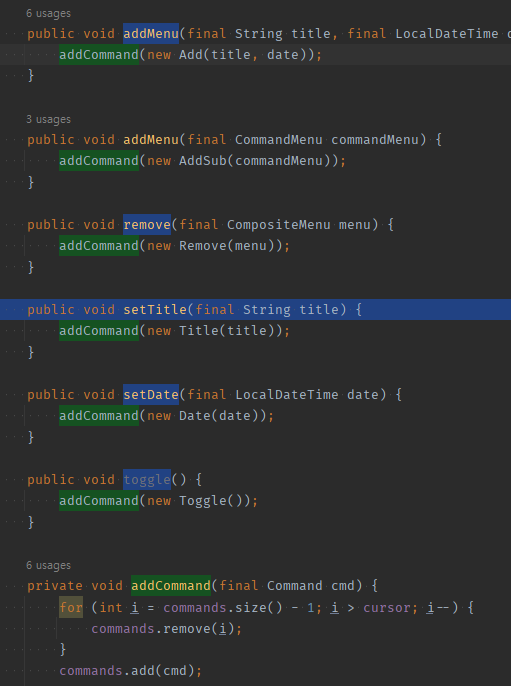 6 usages
public void addMenu(final String title, final LocalDateTime
addCommand(new Add(title, date));
}
3 usages
public void addMenu(final CommandMenu commandMenu) {
addCommand(new AddSub(commandMenu));
}
public void remove(final CompositeMenu menu) {
addCommand(new Remove(menu));
}
public void setTitle(final String title) {
addCommand(new Title(title));
}
public void setDate(final LocalDateTime date) {
addCommand(new Date(date));
}
public void toggle() {
addCommand(new Toggle());
}
6 usages
private void addCommand(final Command cmd) {
for (int i = commands.size() - 1; i > cursor; i--) {
commands.remove(i);
}
commands.add(cmd);